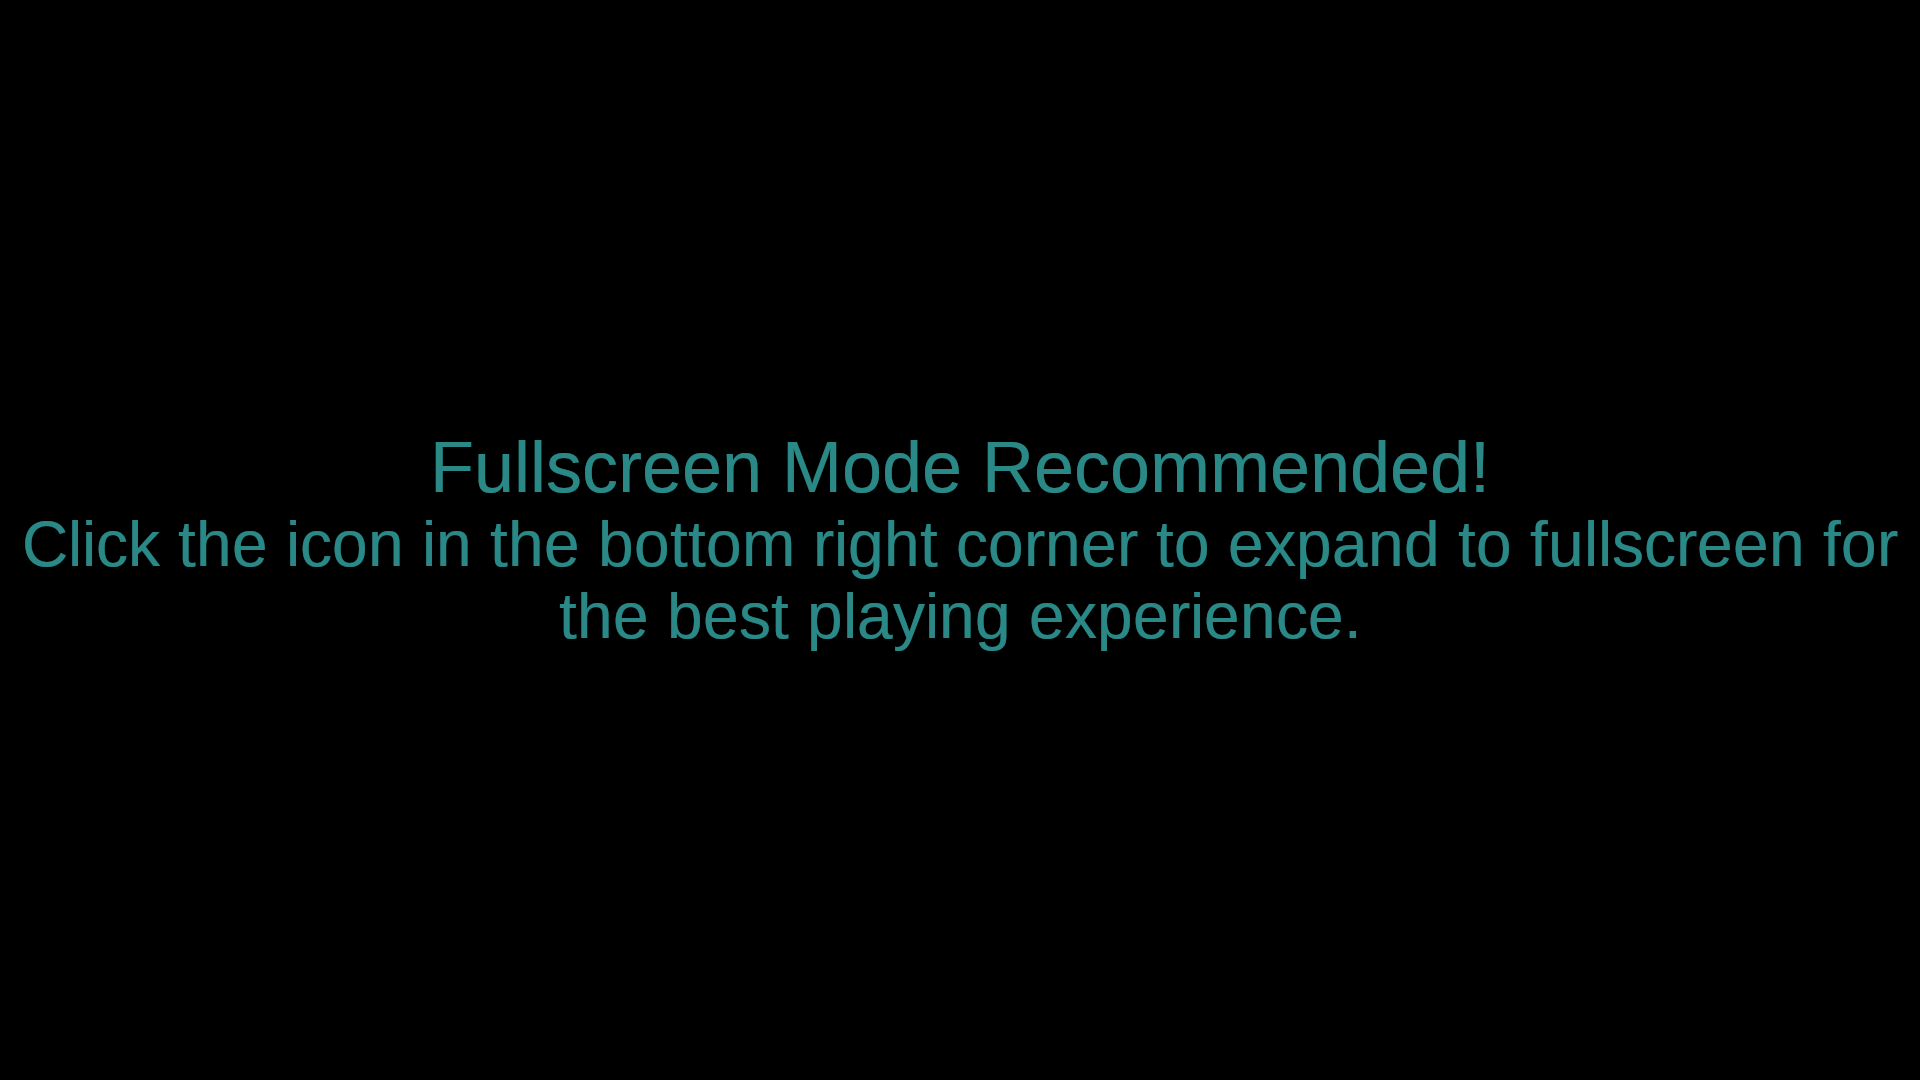 Fullscreen Mode Recommended!
Click the icon in the bottom right corner to expand to fullscreen for
the best playing experience.